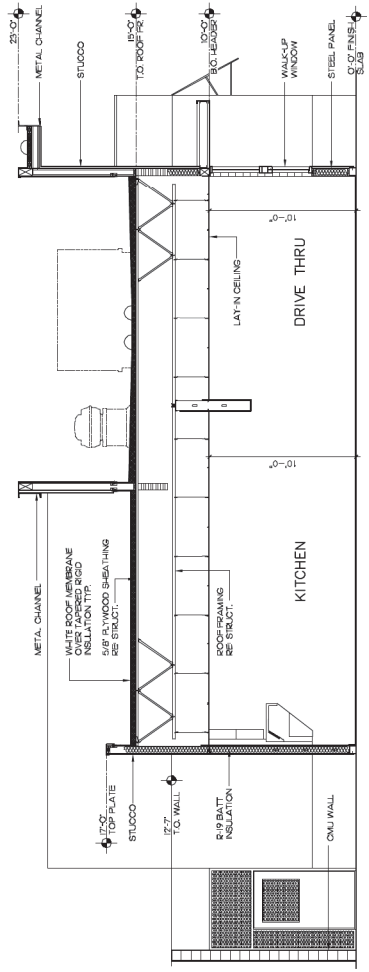 23'-0"
METAL CHANNEL
STUCCO
15'-0"
T.O. ROOF FR.
10'-0"
B.O. HEADER
WALK-UP
WINDOW
STEEL PANEL
0'-0" FINISH
SLAB
METAL CHANNEL
WHITE ROOF MEMBRANE
OVER TAPERED RIGID
INSULATION TYP.
5/8" PLYWOOD SHEATHING
RE: STRUCT.
17'-0"
TOP PLATE
STUCCO
12'-7"
T.O. WALL
R-19 BATT
INSULATION
CMU WALL
ROOF FRAMING
RE: STRUCT.
LAY-IN CEILING
10'-0"
10'-0"
KITCHEN
DRIVE THRU